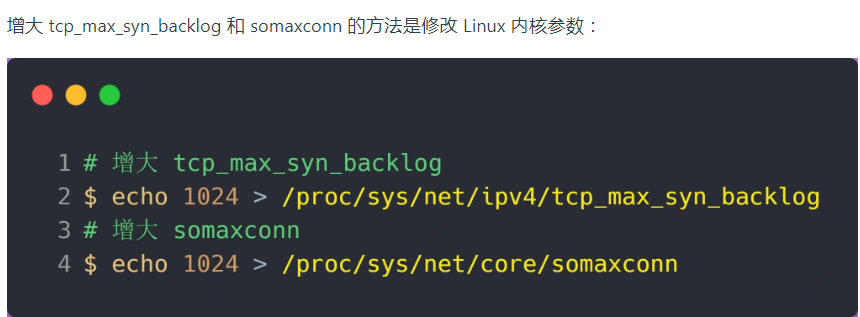 增大 tcp_max_syn_backlog 和 somaxconn 的方法是修改 Linux 内核参数：
1 # 增大 tcp_max_syn_backlog
2 $ echo 1024 > /proc/sys/net/ipv4/tcp_max_syn_backlog
3 # 增大 somaxconn
4 $ echo 1024 > /proc/sys/net/core/somaxconn